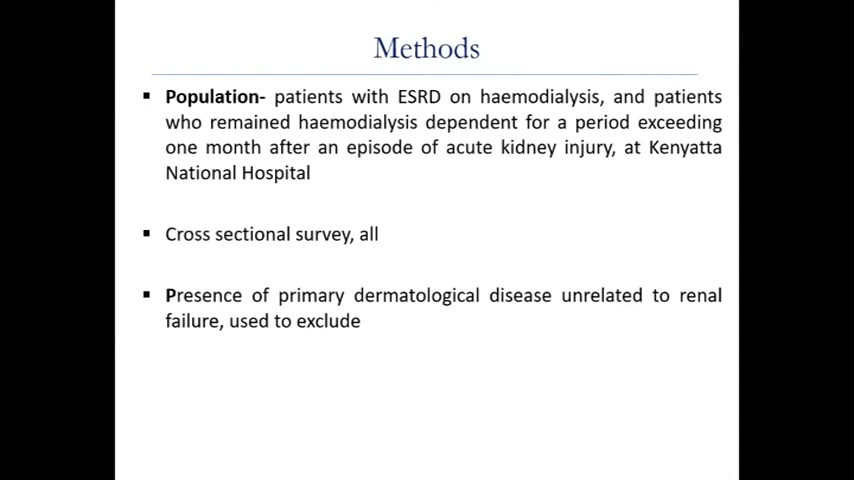 Methods
▪ Population- patients with ESRD on haemodialysis, and patients
who remained haemodialysis dependent for a period exceeding
one month after an episode of acute kidney injury, at Kenyatta
National Hospital
▪ Cross sectional survey, all
▪ Presence of primary dermatological disease unrelated to renal
failure, used to exclude